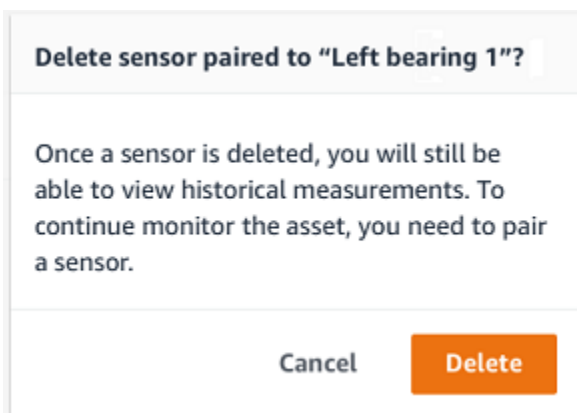 Delete sensor paired to “Left bearing 1”?
Once a sensor is deleted, you will still be
able to view historical measurements. To
continue monitor the asset, you need to pair
a sensor.
Cancel
Delete